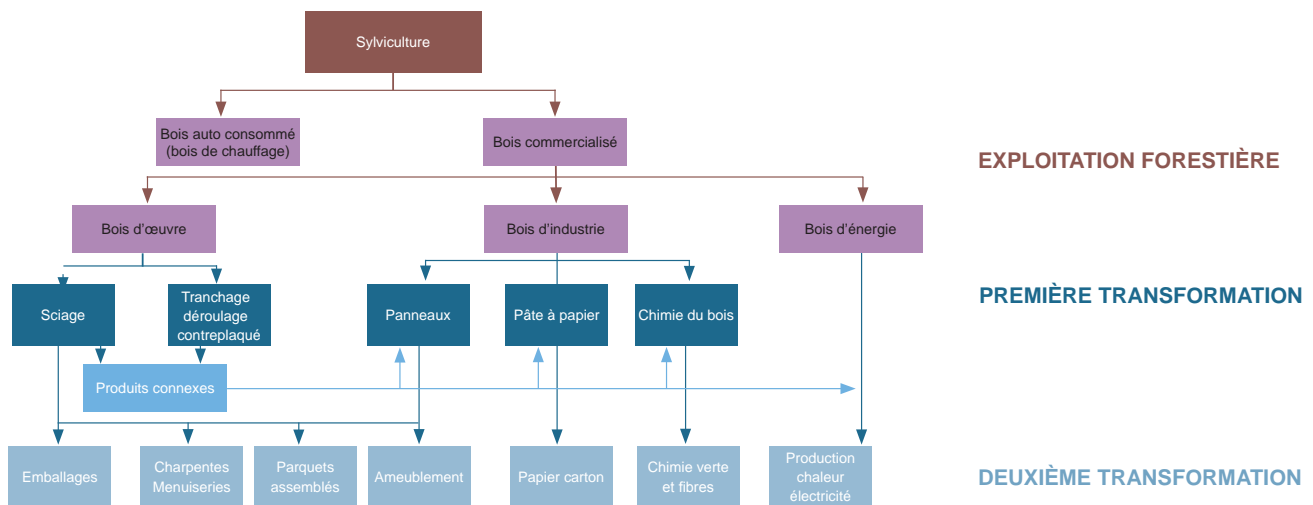 Sylviculture
Bois auto consommé
(bois de chauffage)
Bois commercialisé
EXPLOITATION FORESTIÈRE
Bois d'œuvre
Bois d'industrie
Bois d'énergie
Sciage
Tranchage
déroulage
contreplaqué
Panneaux
Pâte à papier
Chimie du bois
PREMIÈRE TRANSFORMATION
Produits connexes
Emballages
Charpentes
Menuiseries
Parquets
assemblés
Ameublement
Papier carton
Chimie verte
et fibres
Production
chaleur
électricité
DEUXIÈME TRANSFORMATION